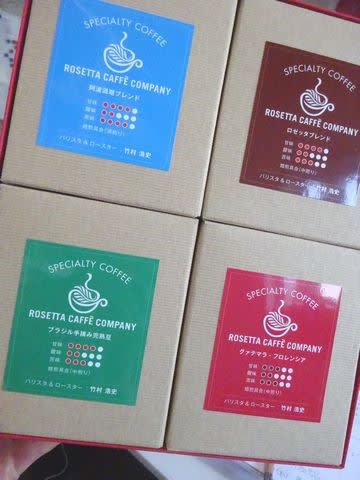 SPECIALTY COFFEE
ROSETTA CAFFÈ COMPANY
阿波温増ブレンド
甘味
酸味
苦味
焙煎具合(深煎り)
バリスタ & ロースター 竹村 浩史
SPECIALTY COFFEE
ROSETTA CAFFÈ COMPANY
ロゼッタブレンド
甘味
酸味
苦味
焙煎具合(中煎り)
バリスタ & ロースター 竹村 浩史
SPECIALTY COFFEE
ROSETTA CAFFÈ COMPANY
ブラジル手摘み完熟豆
甘味
酸味
苦味
焙煎具合(中煎り)
バリスタ & ロースター 竹村 浩史
SPECIALTY COFFEE
ROSETTA CAFFÈ COMPANY
グァテマラ・フロレンシア
甘味
酸味
苦味
焙煎具合(中煎り)
バリスタ & ロースター 竹村 浩史